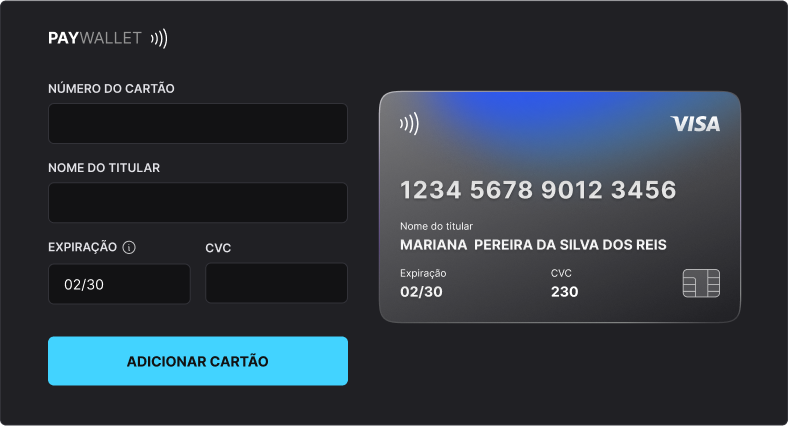 PAYWALLET
NÚMERO DO CARTÃO
NOME DO TITULAR
EXPIRAÇÃO
CVC
02/30
ADICIONAR CARTÃO
VISA
1234 5678 9012 3456
Nome do titular
MARIANA PEREIRA DA SILVA DOS REIS
Expiração
CVC
02/30
230